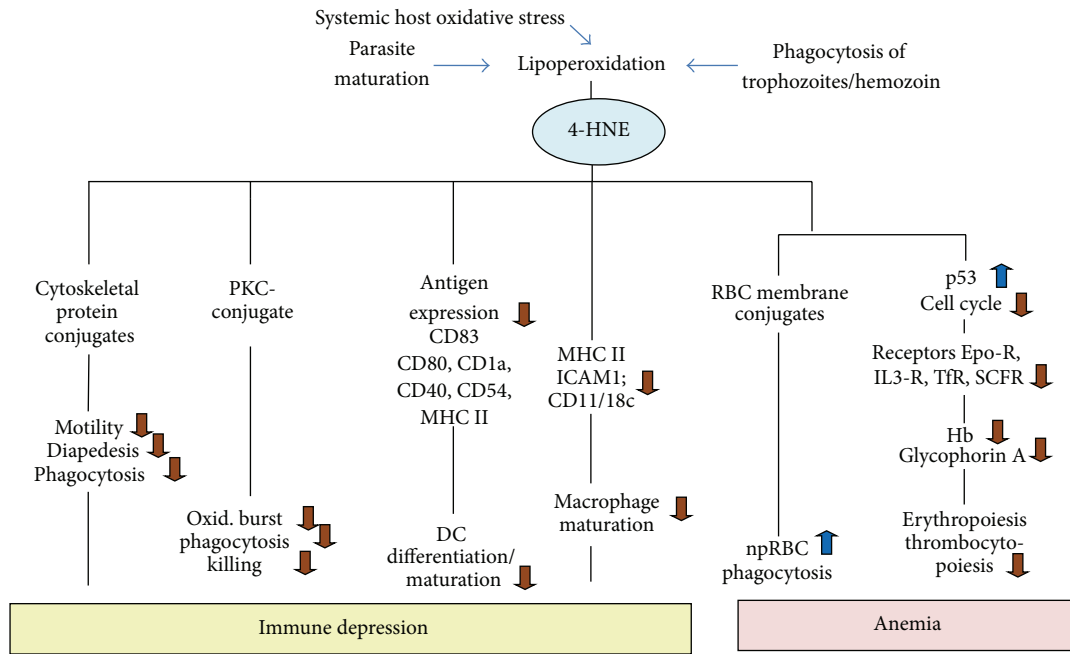 Systemic host oxidative stress
Parasite
maturation
Lipoperoxidation
Phagocytosis of
trophozoites/hemozoin
4-HNE
Cytoskeletal
protein
conjugates
Motility
Diapedesis
Phagocytosis
PKC-
conjugate
Oxid. burst
phagocytosis
killing
Antigen
expression
CD83
CD80, CD1a,
CD40, CD54,
MHC II
DC
differentiation/
maturation
MHC II
ICAM1;
CD11/18c
Macrophage
maturation
RBC membrane
conjugates
npRBC
phagocytosis
p53
Cell cycle
Receptors Epo-R,
IL3-R, TfR, SCFR
Hb
Glycophorin A
Erythropoiesis
thrombocyto-
poiesis
Immune depression
Anemia